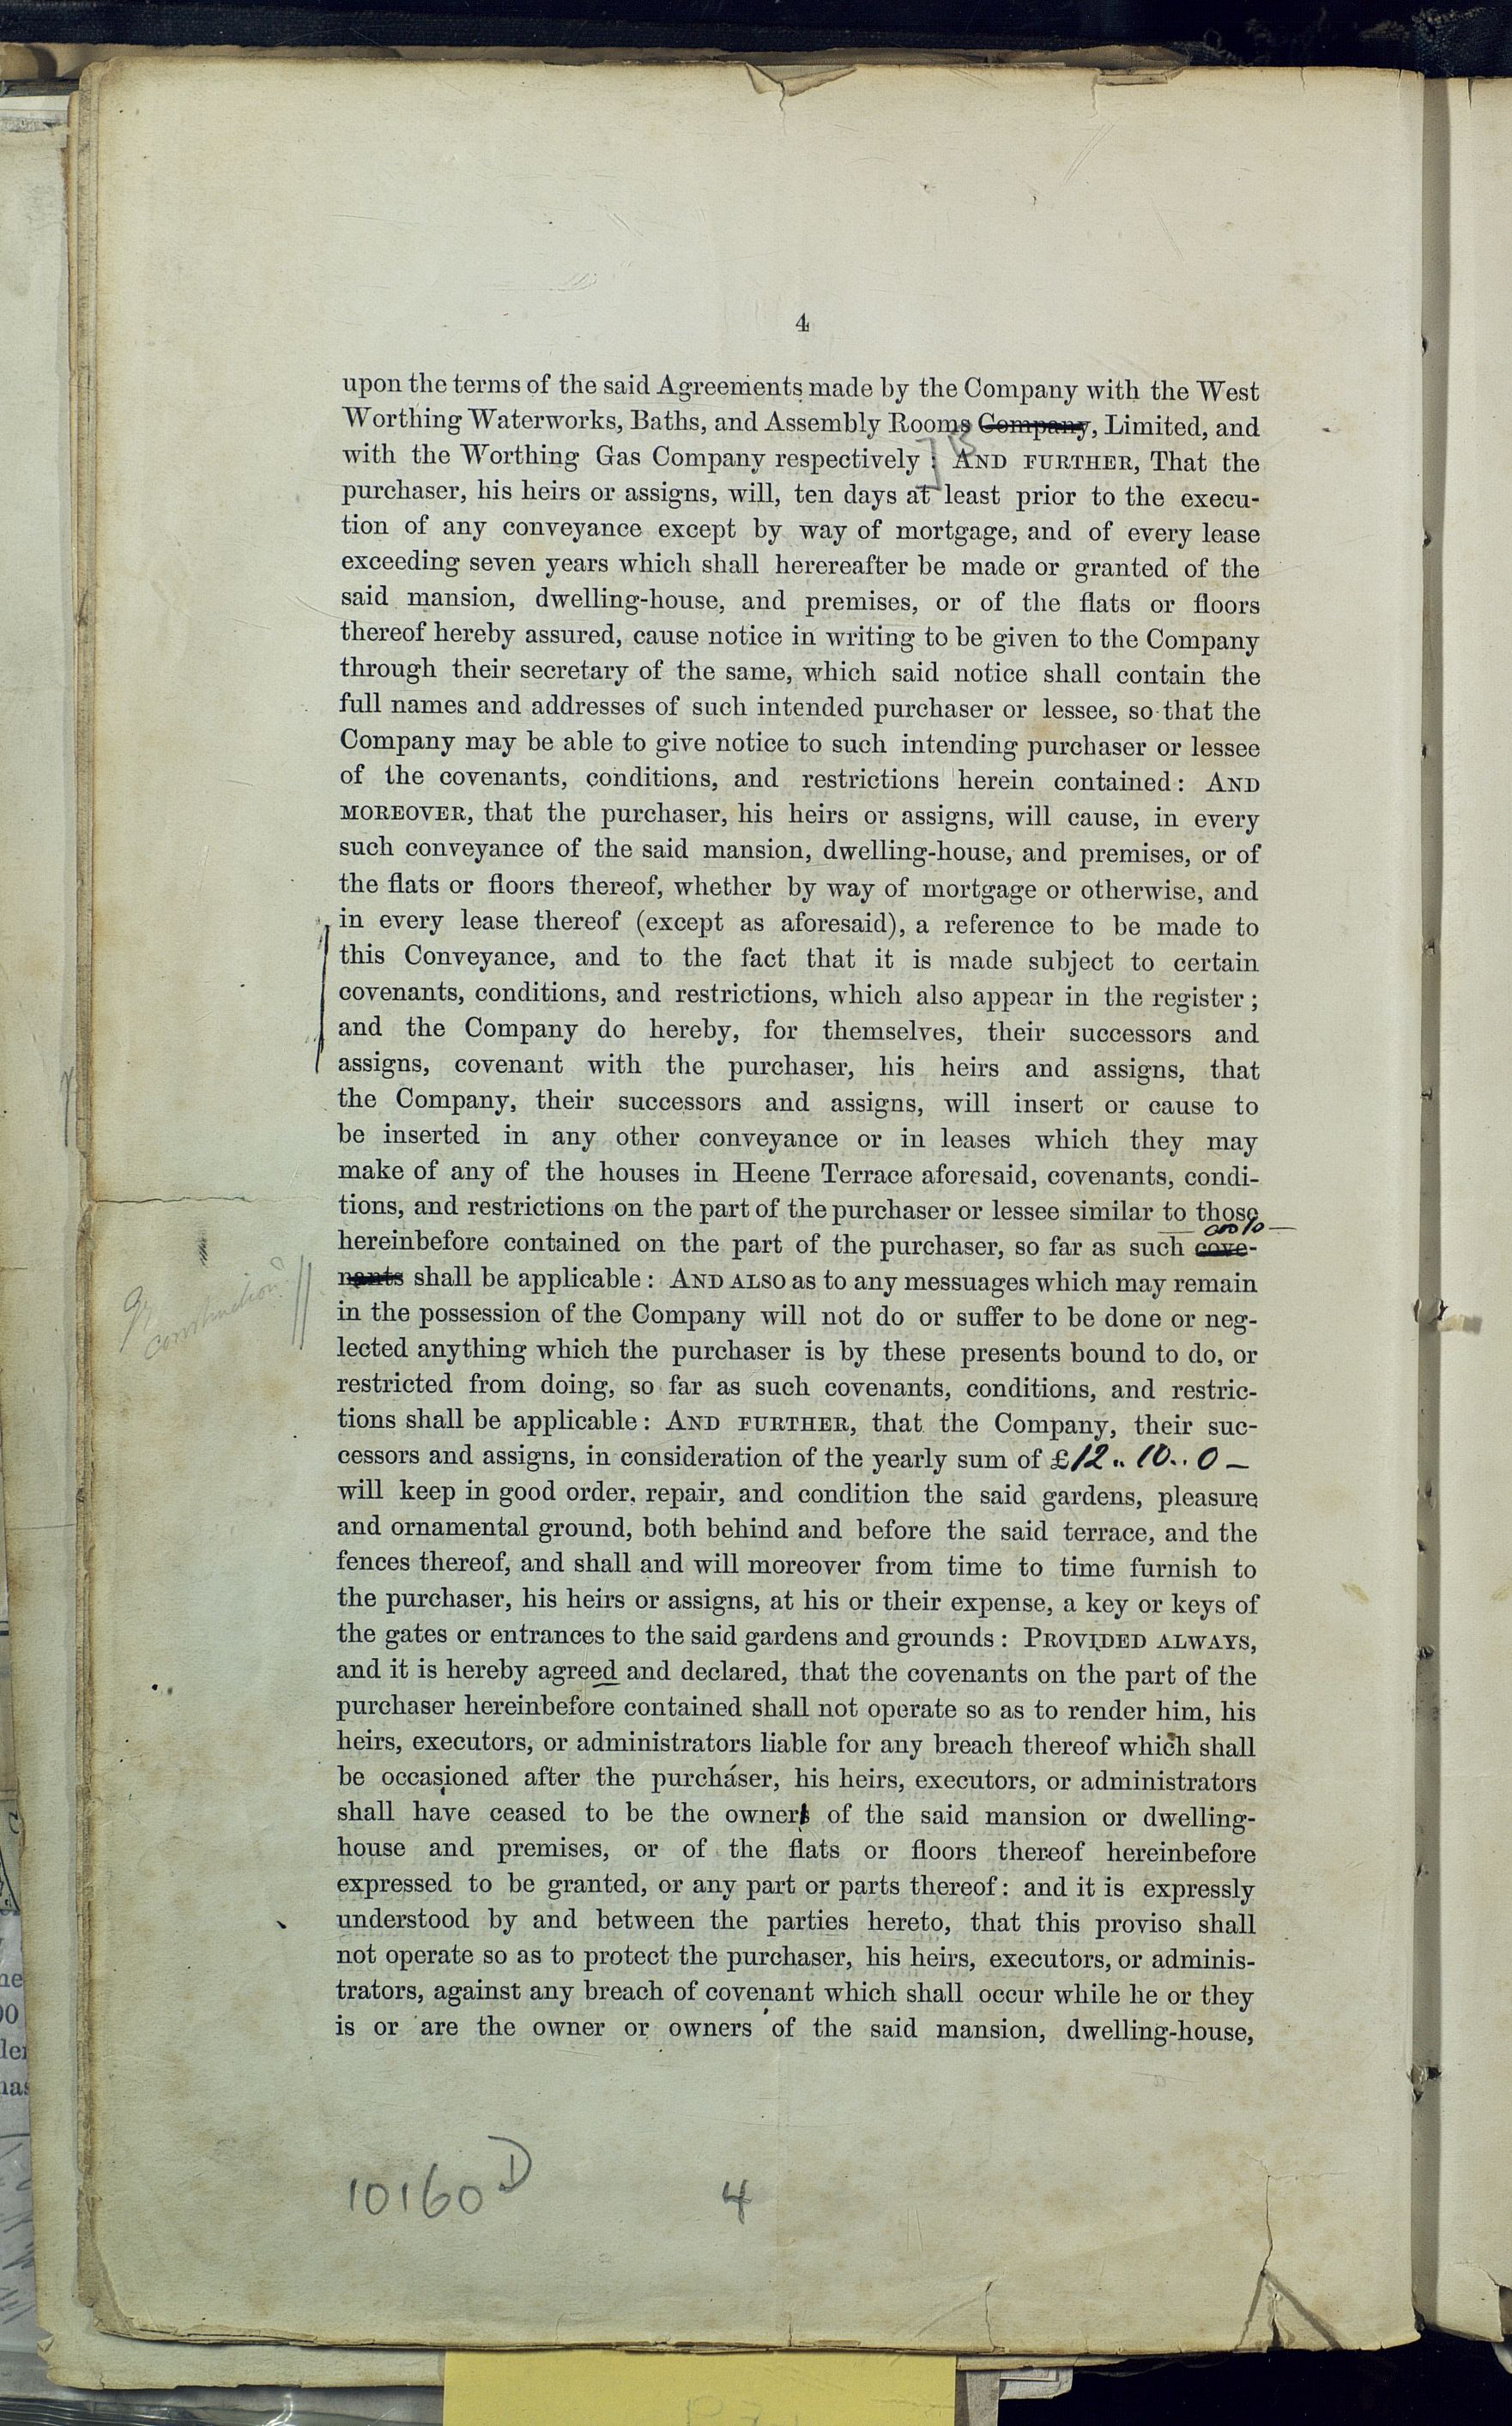 4
upon the terms of the said Agreements made by the Company with the West
Worthing Waterworks, Baths, and Assembly Rooms Company, Limited, and
with the Worthing Gas Company respectively : AND FURTHER, That the
purchaser, his heirs or assigns, will, ten days at least prior to the execu-
tion of any conveyance except by way of mortgage, and of every lease
exceeding seven years which shall herereafter be made or granted of the
said mansion, dwelling-house, and premises, or of the flats or floors
thereof hereby assured, cause notice in writing to be given to the Company
through their secretary of the same, which said notice shall contain the
full names and addresses of such intended purchaser or lessee, so that the
Company may be able to give notice to such intending purchaser or lessee
of the covenants, conditions, and restrictions herein contained: AND
MOREOVER, that the purchaser, his heirs or assigns, will cause, in every
such conveyance of the said mansion, dwelling-house, and premises, or of
the flats or floors thereof, whether by way of mortgage or otherwise, and
in every lease thereof (except as aforesaid), a reference to be made to
this Conveyance, and to the fact that it is made subject to certain
covenants, conditions, and restrictions, which also appear in the register ;
and the Company do hereby, for themselves, their successors and
assigns, covenant with the purchaser, his heirs and assigns, that
the Company, their successors and assigns, will insert or cause to
be inserted in any other conveyance or in leases which they may
make of any of the houses in Heene Terrace aforesaid, covenants, condi-
tions, and restrictions on the part of the purchaser or lessee similar to those
hereinbefore contained on the part of the purchaser, so far as such cove-
nants shall be applicable : AND ALSO as to any messuages which may remain
in the possession of the Company will not do or suffer to be done or neg-
lected anything which the purchaser is by these presents bound to do, or
restricted from doing, so far as such covenants, conditions, and restric-
tions shall be applicable : AND FURTHER, that the Company, their suc-
cessors and assigns, in consideration of the yearly sum of £12.. 10.. 0 –
will keep in good order, repair, and condition the said gardens, pleasure
and ornamental ground, both behind and before the said terrace, and the
fences thereof, and shall and will moreover from time to time furnish to
the purchaser, his heirs or assigns, at his or their expense, a key or keys of
the gates or entrances to the said gardens and grounds : PROVIDED ALWAYS,
and it is hereby agreed and declared, that the covenants on the part of the
purchaser hereinbefore contained shall not operate so as to render him, his
heirs, executors, or administrators liable for any breach thereof which shall
be occasioned after the purchaser, his heirs, executors, or administrators
shall have ceased to be the owners of the said mansion or dwelling-
house and premises, or of the flats or floors thereof hereinbefore
expressed to be granted, or any part or parts thereof : and it is expressly
understood by and between the parties hereto, that this proviso shall
not operate so as to protect the purchaser, his heirs, executors, or adminis-
trators, against any breach of covenant which shall occur while he or they
is or are the owner or owners of the said mansion, dwelling-house,
construction?
10160D 4